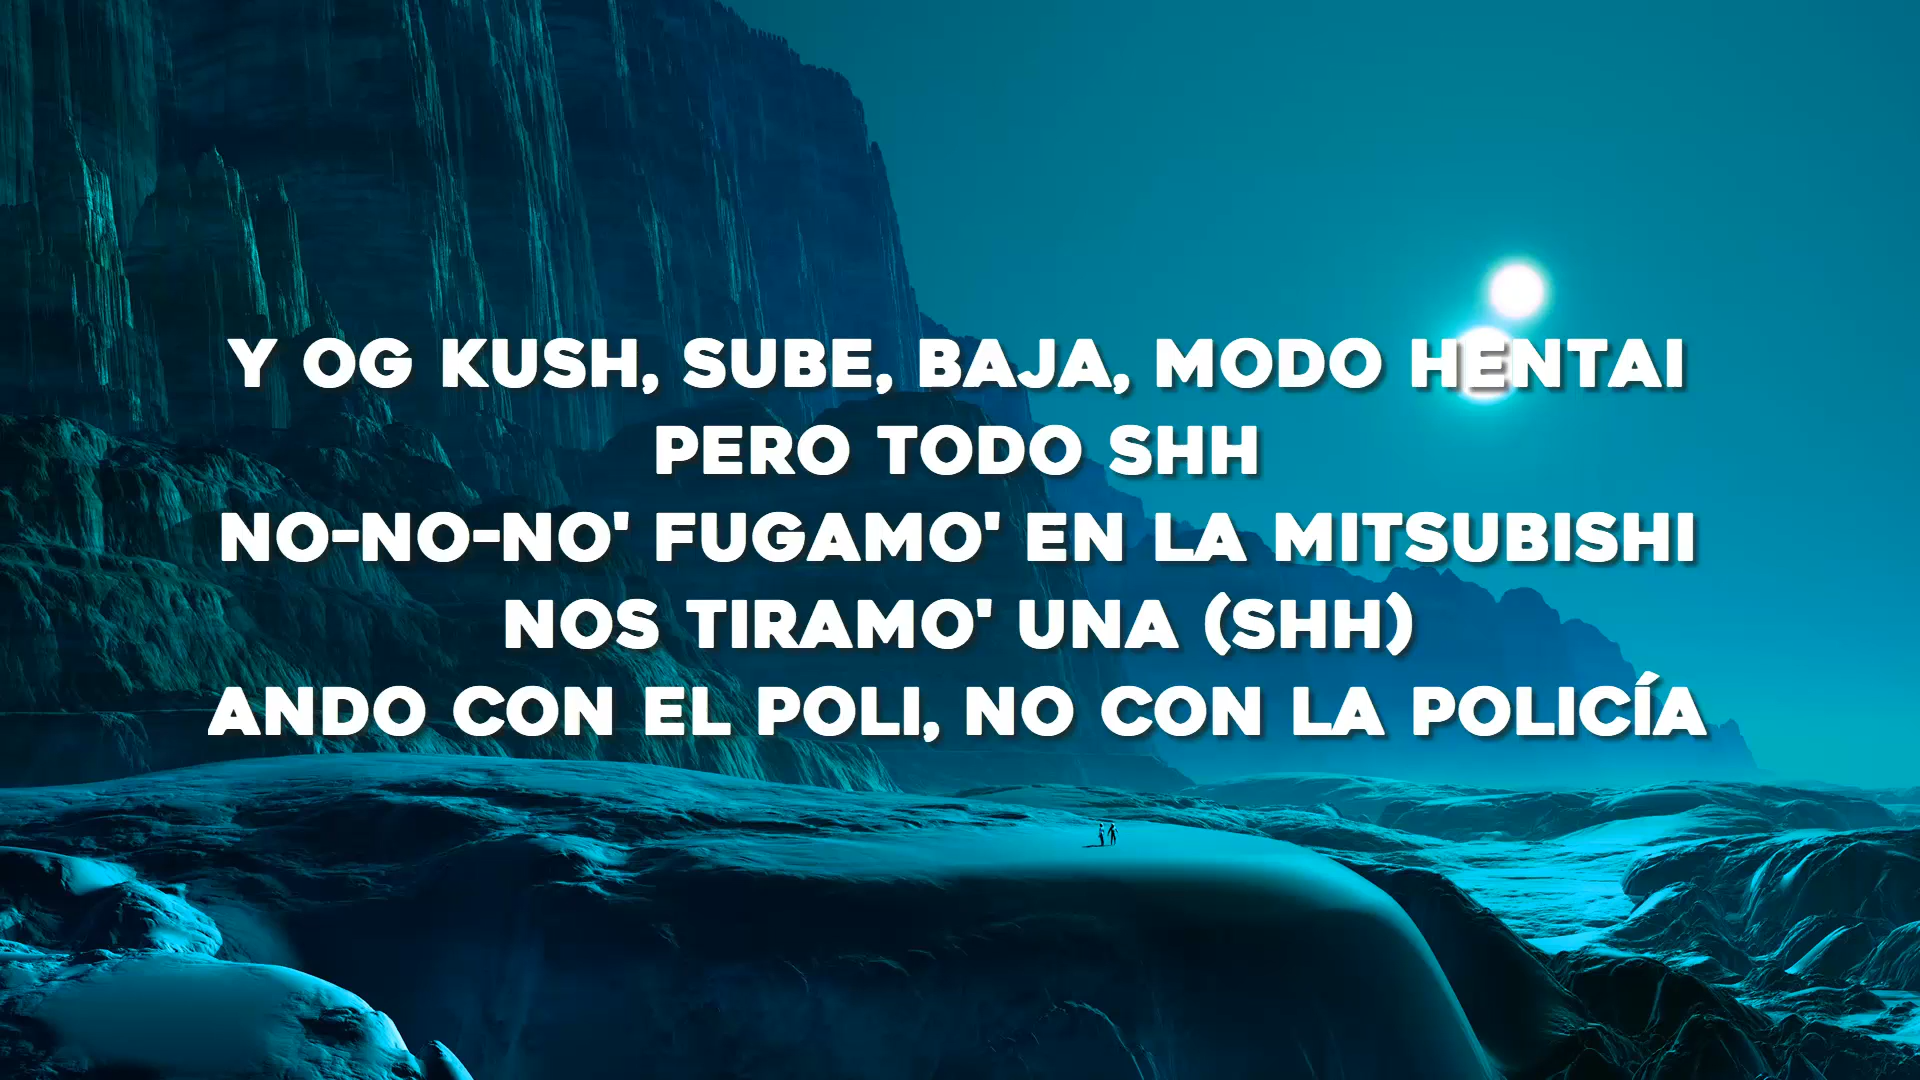 Y OG KUSH, SUBE, BAJA, MODO HENTAI
PERO TODO SHH
NO-NO-NO' FUGAMO' EN LA MITSUBISHI
NOS TIRAMO' UNA (SHH)
ANDO CON EL POLI, NO CON LA POLICÍA